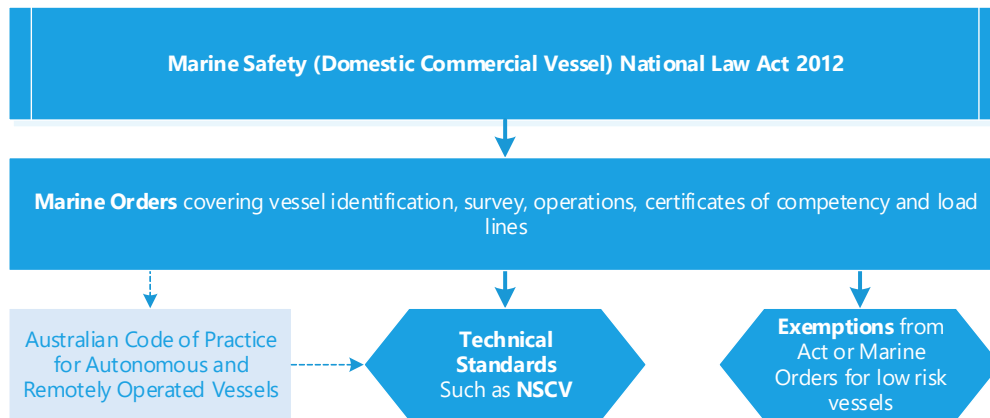 Marine Safety (Domestic Commercial Vessel) National Law Act 2012
Marine Orders covering vessel identification, survey, operations, certificates of competency and load
lines
Australian Code of Practice
for Autonomous and
Remotely Operated Vessels
Technical
Standards
Such as NSCV
Exemptions from
Act or Marine
Orders for low risk
vessels